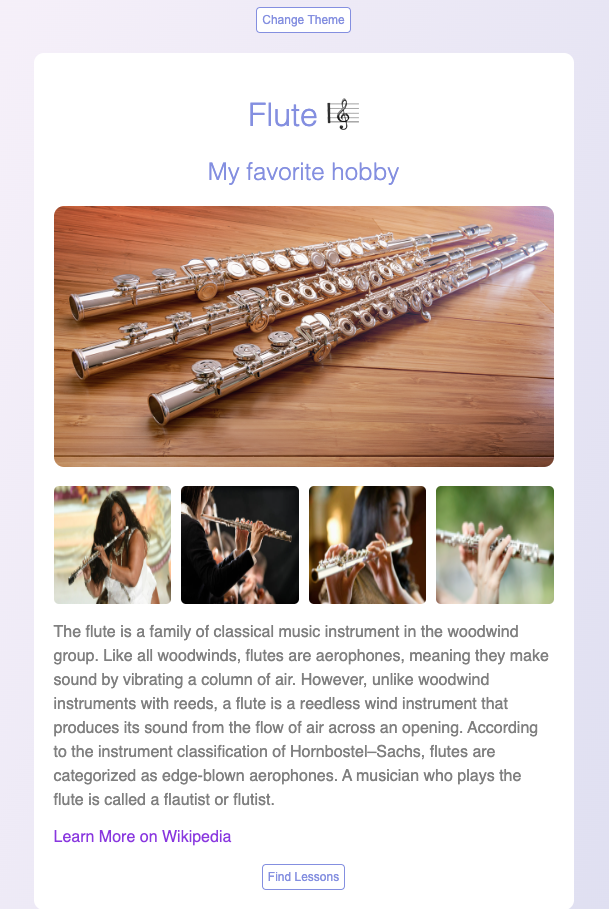 Change Theme
Flute 🎼
My favorite hobby
The flute is a family of classical music instrument in the woodwind
group. Like all woodwinds, flutes are aerophones, meaning they make
sound by vibrating a column of air. However, unlike woodwind
instruments with reeds, a flute is a reedless wind instrument that
produces its sound from the flow of air across an opening. According
to the instrument classification of Hornbostel–Sachs, flutes are
categorized as edge-blown aerophones. A musician who plays the
flute is called a flautist or flutist.
Learn More on Wikipedia
Find Lessons